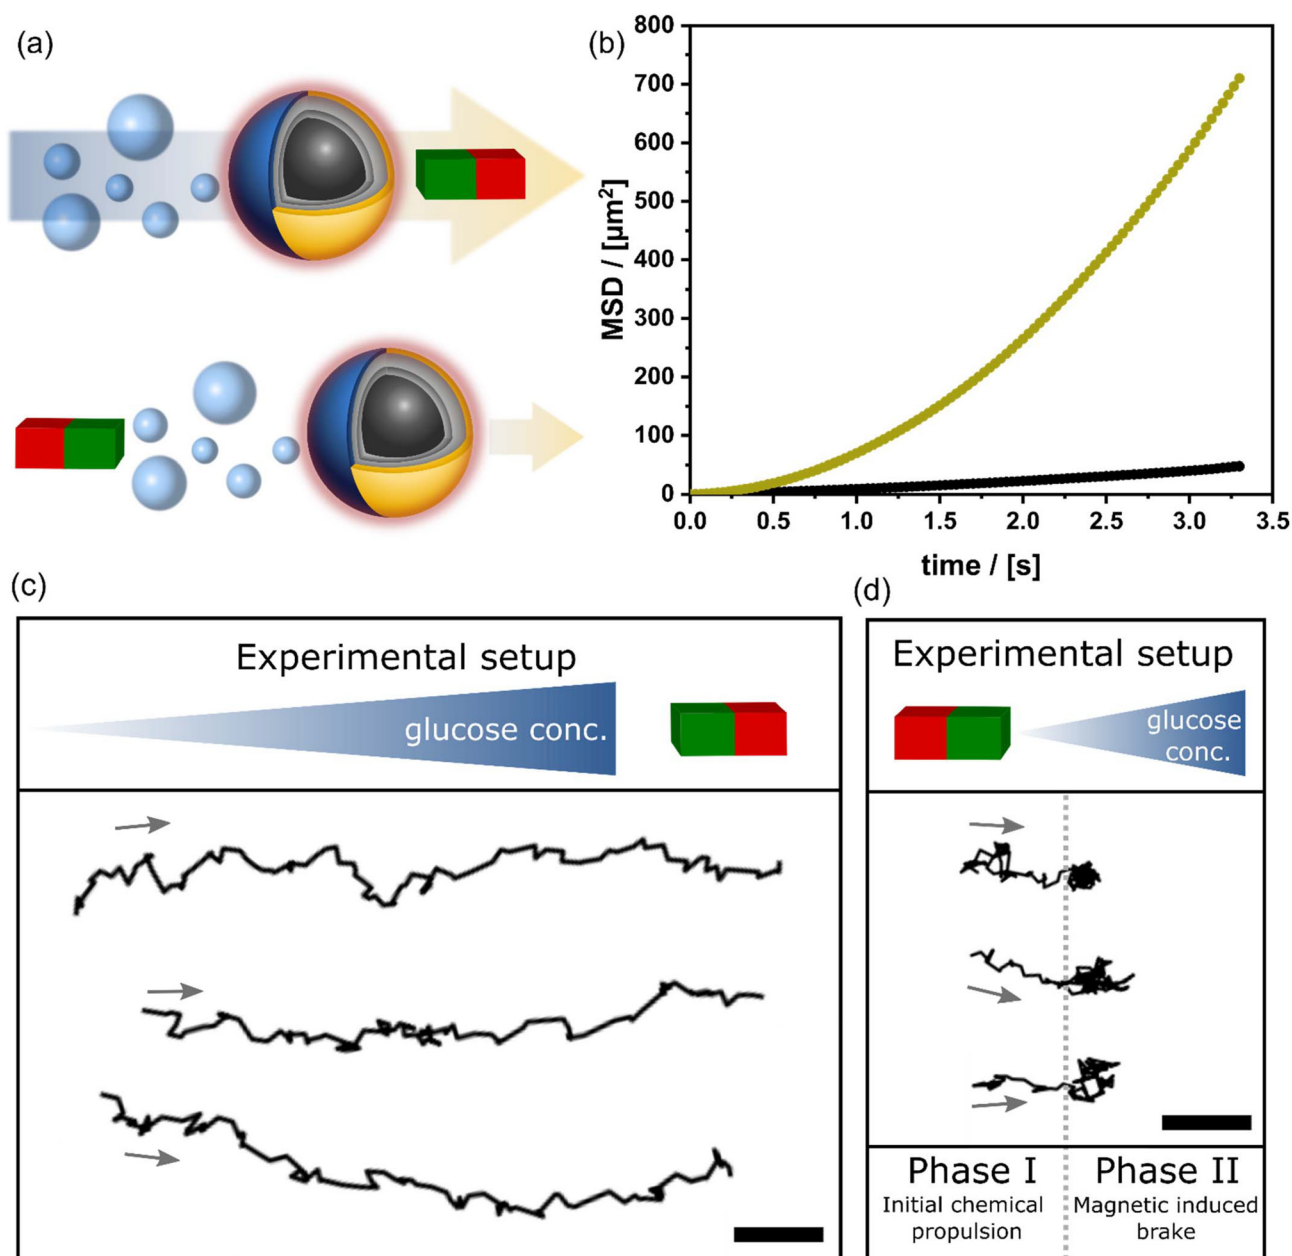 (a)
(b)
800
700
600
500
400
300
200
100
0
MSD / [µm²]
0.0 0.5 1.0 1.5 2.0 2.5 3.0 3.5
time / [s]
(c)
Experimental setup
glucose conc.
(d)
Experimental setup
glucose
conc.
Phase I
Initial chemical
propulsion
Phase II
Magnetic induced
brake